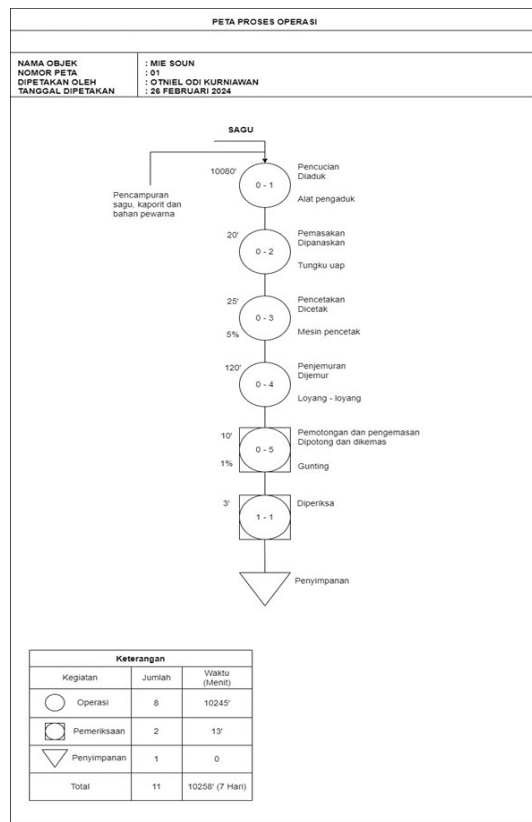 PETA PROSES OPERASI
NAMA OBJEK : MIE SOUN
NOMOR PETA : 01
DIPETAKAN OLEH : OTNIEL ODI KURNIAWAN
TANGGAL DIPETAKAN : 26 FEBRUARI 2024
SAGU
Pencampuran
sagu, kaporit dan
bahan pewarna
10080'
0 - 1
Pencucian
Diaduk
Alat pengaduk
20'
0 - 2
Pemasakan
Dipanaskan
Tungku uap
25'
5%
0 - 3
Pencetakan
Dicetak
Mesin pencetak
120'
0 - 4
Penjemuran
Dijemur
Loyang - loyang
10'
1%
0 - 5
Pemotongan dan pengemasan
Dipotong dan dikemas
Gunting
3'
1 - 1
Diperiksa
Penyimpanan
Keterangan
Kegiatan Jumlah Waktu
(Menit)
Operasi 8 10245'
Pemeriksaan 2 13'
Penyimpanan 1 0
Total 11 10258' (7 Hari)